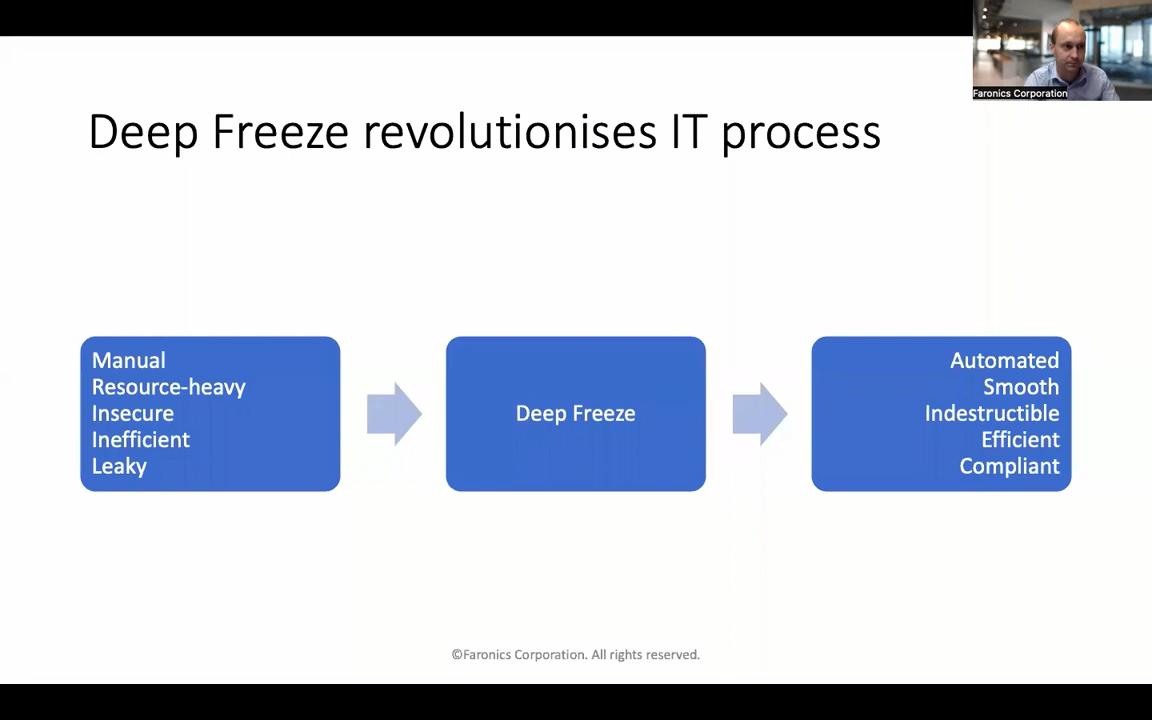 Faronics Corporation
Deep Freeze revolutionises IT process
Manual
Resource-heavy
Insecure
Inefficient
Leaky
Deep Freeze
Automated
Smooth
Indestructible
Efficient
Compliant
©Faronics Corporation. All rights reserved.